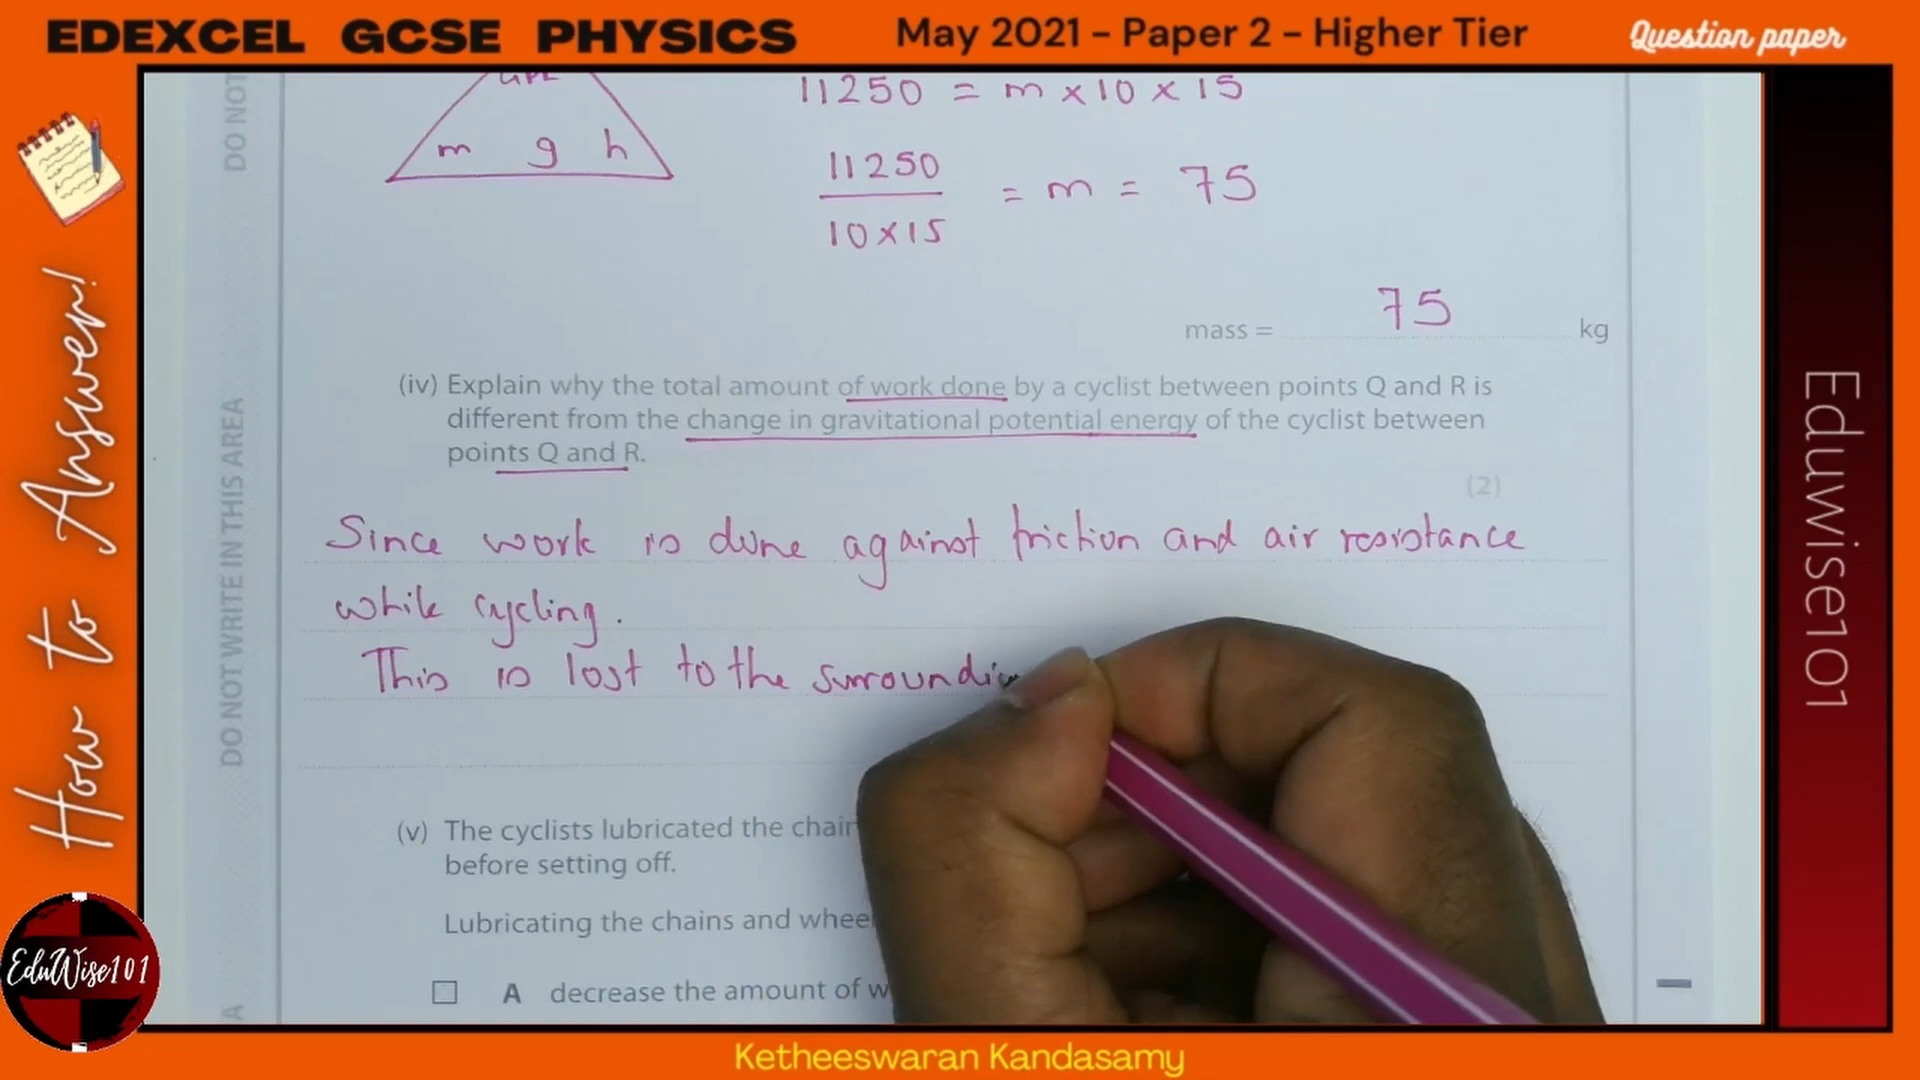 EDEXCEL GCSE PHYSICS May 2021 - Paper 2 - Higher Tier Question paper
How to Answer!
DO NOT
m g h
11250 = m × 10 × 15
11250
10×15
= m = 75
mass = 75 kg
DO NOT WRITE IN THIS AREA
(iv) Explain why the total amount of work done by a cyclist between points Q and R is
different from the change in gravitational potential energy of the cyclist between
points Q and R.
(2)
Since work is done against friction and air resistance
while cycling.
This is lost to the
(v) The cyclists lubricated the
before setting off.
Lubricating the chains and
A decrease the amount of
A
Eduwise101
EduWise101
Ketheeswaran Kandasamy